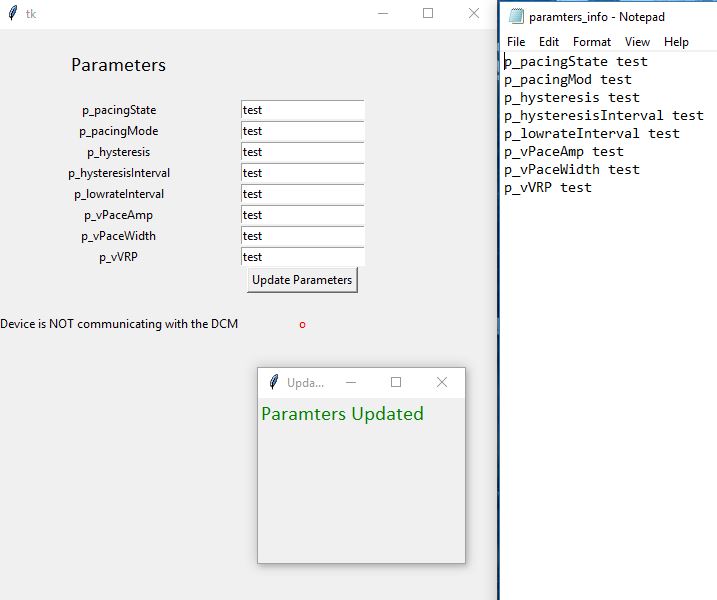 tk
Parameters
p_pacingState test
p_pacingMode test
p_hysteresis test
p_hysteresisInterval test
p_lowrateInterval test
p_vPaceAmp test
p_vPaceWidth test
p_vVRP test
Update Parameters
Device is NOT communicating with the DCM o
Upda...
Paramters Updated
paramters_info - Notepad
File Edit Format View Help
p_pacingState test
p_pacingMod test
p_hysteresis test
p_hysteresisInterval test
p_lowrateInterval test
p_vPaceAmp test
p_vPaceWidth test
p_vVRP test